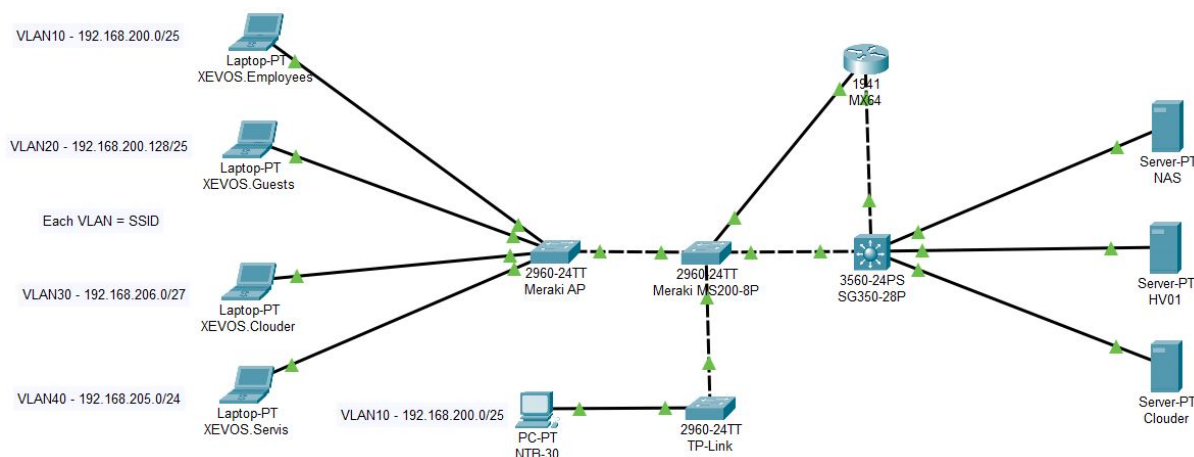 VLAN10 - 192.168.200.0/25
Laptop-PT
XEVOS.Employees
1941
MX64
VLAN20 - 192.168.200.128/25
Laptop-PT
XEVOS.Guests
Server-PT
NAS
Each VLAN = SSID
2960-24TT
Meraki AP
2960-24TT
Meraki MS200-8P
3560-24PS
SG350-28P
Server-PT
HV01
VLAN30 - 192.168.206.0/27
Laptop-PT
XEVOS.Clouder
VLAN40 - 192.168.205.0/24
Laptop-PT
XEVOS.Servis
VLAN10 - 192.168.200.0/25
PC-PT
NTB-30
2960-24TT
TP-Link
Server-PT
Clouder